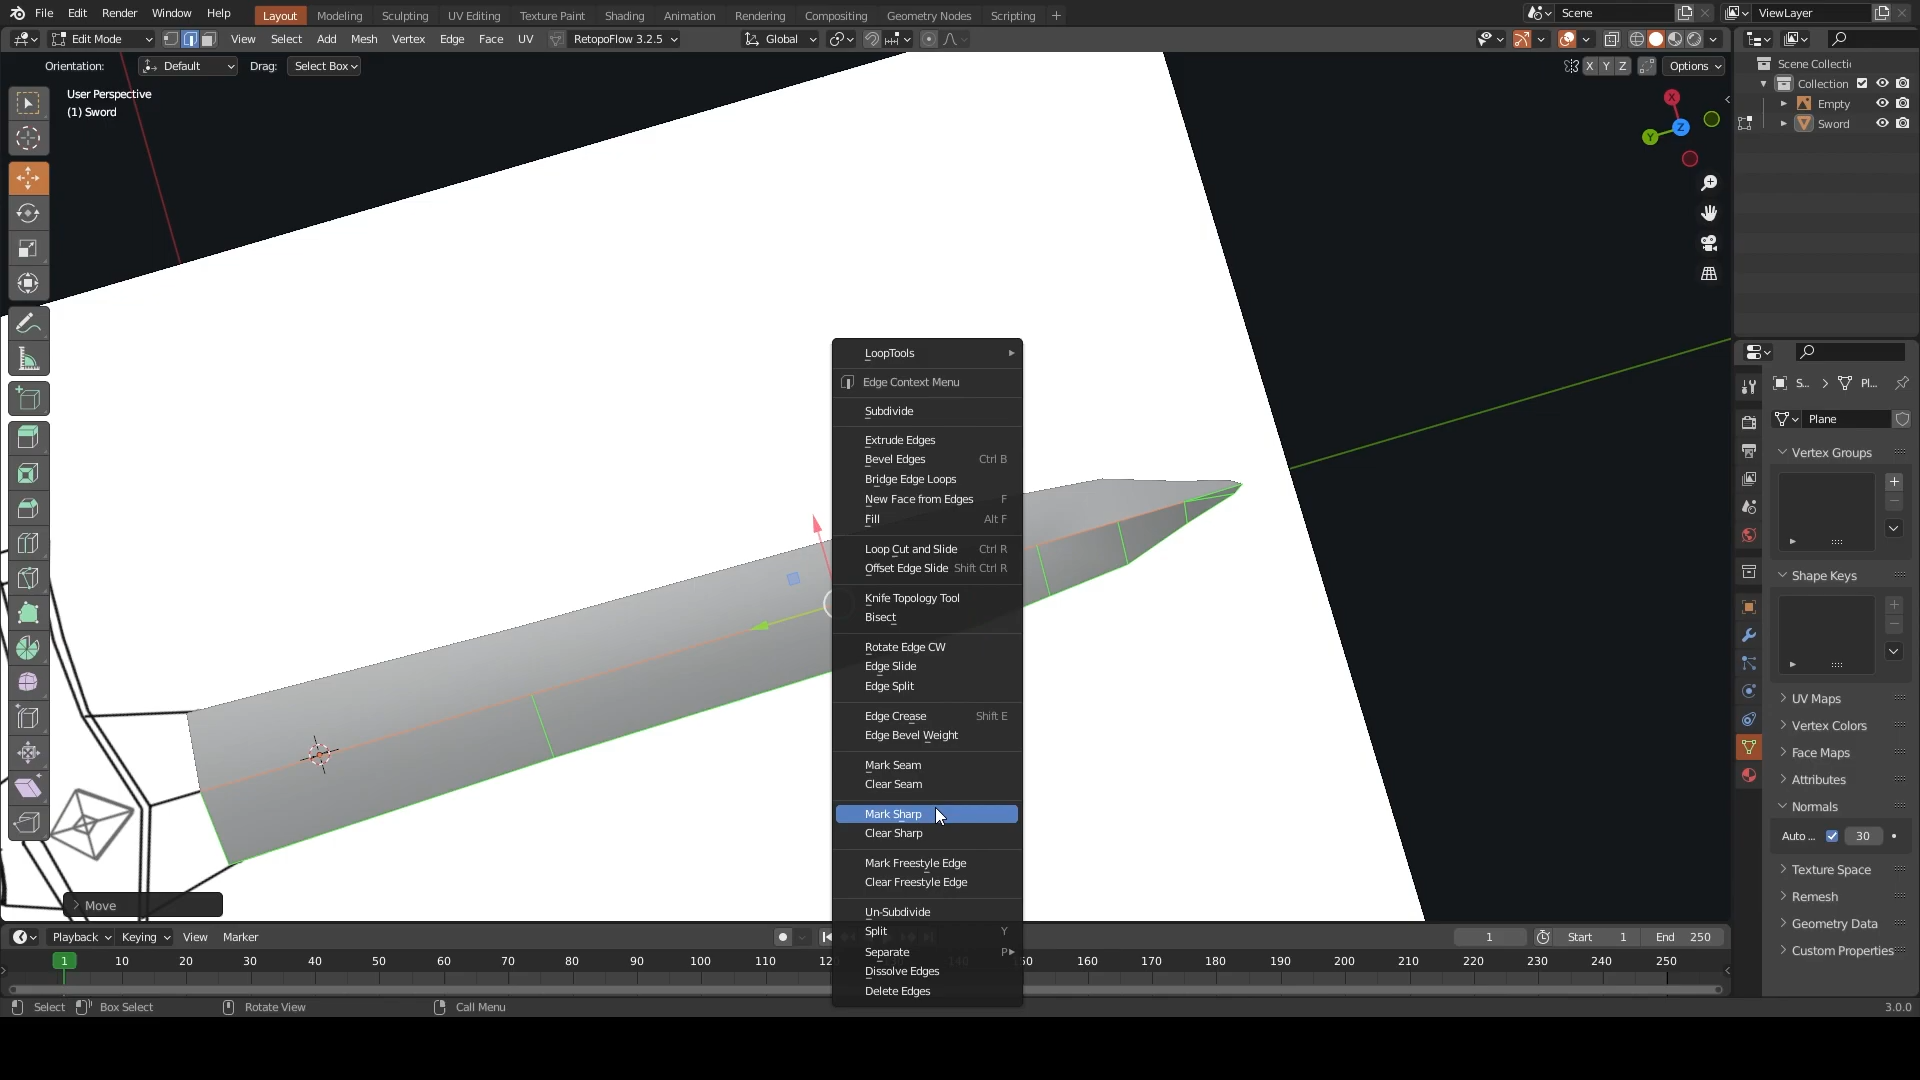 File Edit Render Window Help Layout Modeling Sculpting UV Editing Texture Paint Shading Animation Rendering Compositing Geometry Nodes Scripting + Scene ViewLayer
Edit Mode View Select Add Mesh Vertex Edge Face UV RetopoFlow 3.2.5 Global
Orientation: Default Drag: Select Box X Y Z Options
User Perspective
(1) Sword
X
Y
Z
Scene Collecti
Collection
Empty
Sword
LoopTools
Edge Context Menu
Subdivide
Extrude Edges
Bevel Edges Ctrl B
Bridge Edge Loops
New Face from Edges F
Fill Alt F
Loop Cut and Slide Ctrl R
Offset Edge Slide Shift Ctrl R
Knife Topology Tool
Bisect
Rotate Edge CW
Edge Slide
Edge Split
Edge Crease Shift E
Edge Bevel Weight
Mark Seam
Clear Seam
Mark Sharp
Clear Sharp
Mark Freestyle Edge
Clear Freestyle Edge
Un-Subdivide
Split Y
Separate P
Dissolve Edges
Delete Edges
S... Pl...
Plane
Vertex Groups
Shape Keys
UV Maps
Vertex Colors
Face Maps
Attributes
Normals
Auto ... 30
Texture Space
Remesh
Geometry Data
Custom Properties
Move
Playback Keying View Marker 1 Start 1 End 250
1 10 20 30 40 50 60 70 80 90 100 110 12 140 50 160 170 180 190 200 210 220 230 240 250
Select Box Select Rotate View Call Menu 3.0.0